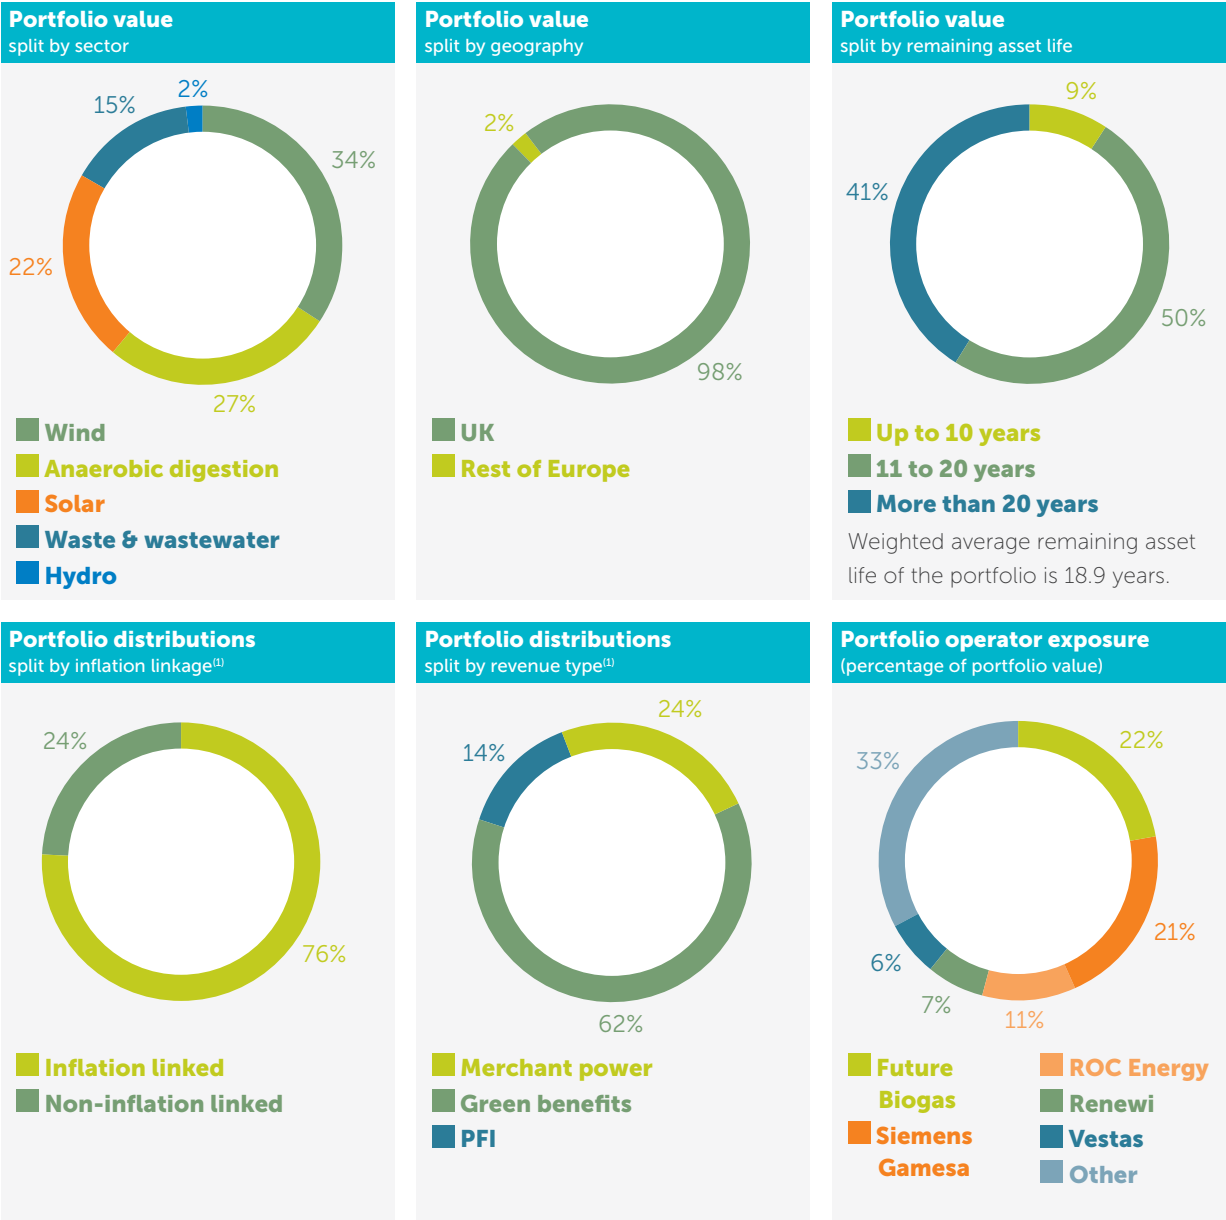 Portfolio value
split by sector
2%
15%
34%
22%
27%
Wind
Anaerobic digestion
Solar
Waste & wastewater
Hydro
Portfolio value
split by geography
2%
98%
UK
Rest of Europe
Portfolio value
split by remaining asset life
9%
41%
50%
Up to 10 years
11 to 20 years
More than 20 years
Weighted average remaining asset
life of the portfolio is 18.9 years.
Portfolio distributions
split by inflation linkage(1)
24%
76%
Inflation linked
Non-inflation linked
Portfolio distributions
split by revenue type(1)
24%
14%
62%
Merchant power
Green benefits
PFI
Portfolio operator exposure
(percentage of portfolio value)
22%
33%
21%
6%
7%
11%
Future
Biogas
Siemens
Gamesa
ROC Energy
Renewi
Vestas
Other